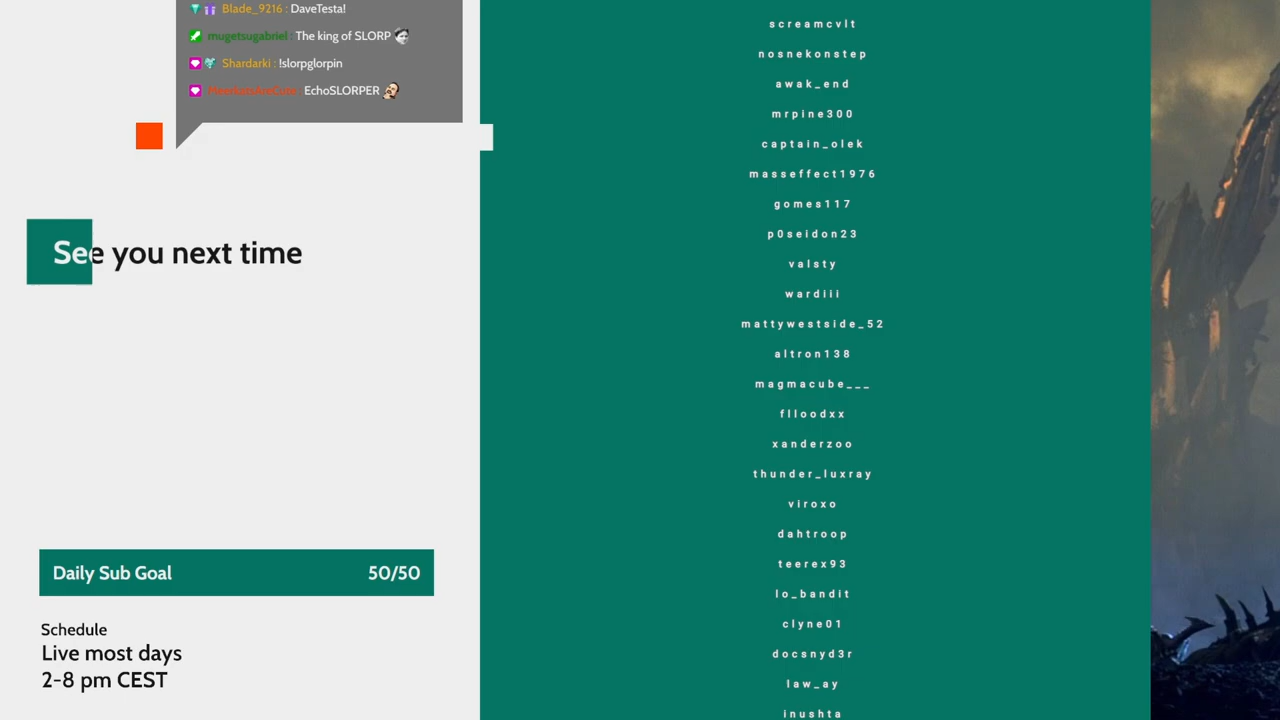 Blade_9216 : DaveTesta!
mugetsugabriel : The king of SLORP
Shardarki : !slorpglorpin
EchoSLORPER
See you next time
Daily Sub Goal 50/50
Schedule
Live most days
2-8 pm CEST
screamcvlt
nosnekonstep
awak_end
mrpine300
captain_olek
masseffect1976
gomes117
p0seidon23
valsty
wardiii
mattywestside_52
altron138
magmacube___
flloodxx
xanderzoo
thunder_luxray
viroxo
dahtroop
teerex93
lo_bandit
clyne01
docsnyd3r
law_ay
inushta